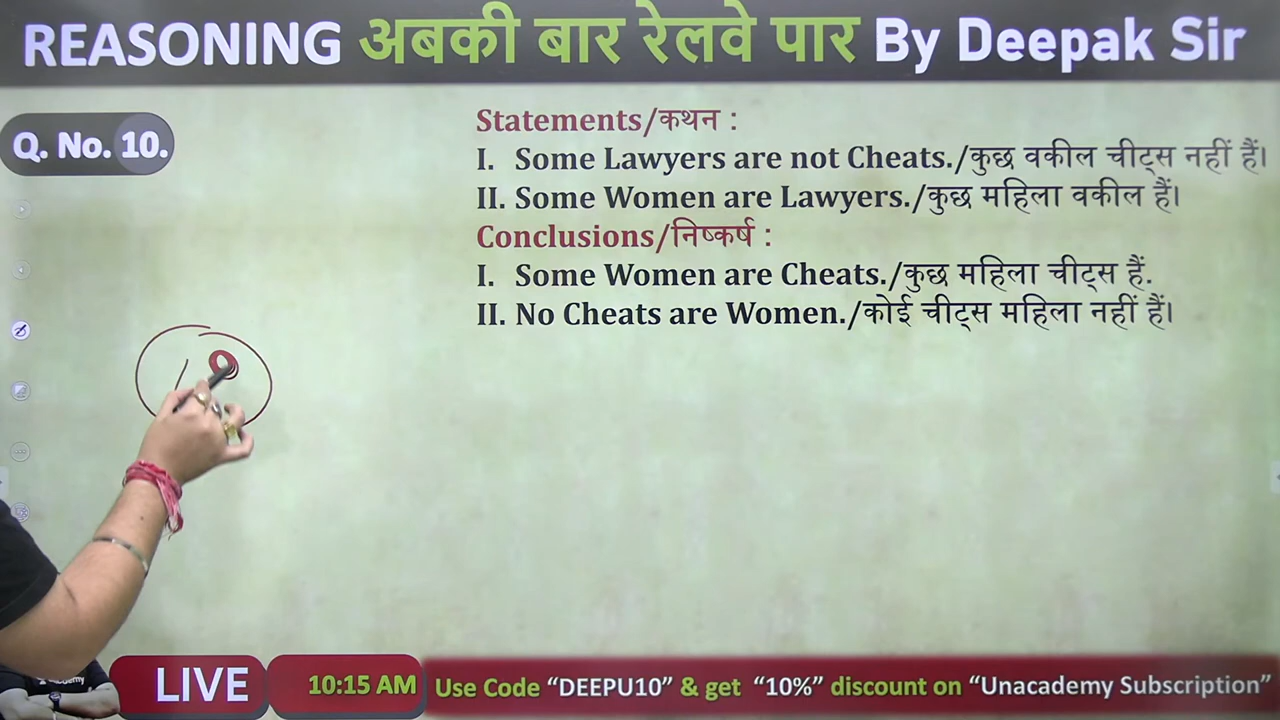 REASONING अबकी बार रेलवे पार By Deepak Sir
Q. No. 10.
Statements/कथन :
I. Some Lawyers are not Cheats./कुछ वकील चीट्स नहीं हैं।
II. Some Women are Lawyers./कुछ महिला वकील हैं।
Conclusions/निष्कर्ष :
I. Some Women are Cheats./कुछ महिला चीट्स हैं.
II. No Cheats are Women./कोई चीट्स महिला नहीं हैं।
LIVE
10:15 AM
Use Code “DEEPU10” & get “10%” discount on “Unacademy Subscription”